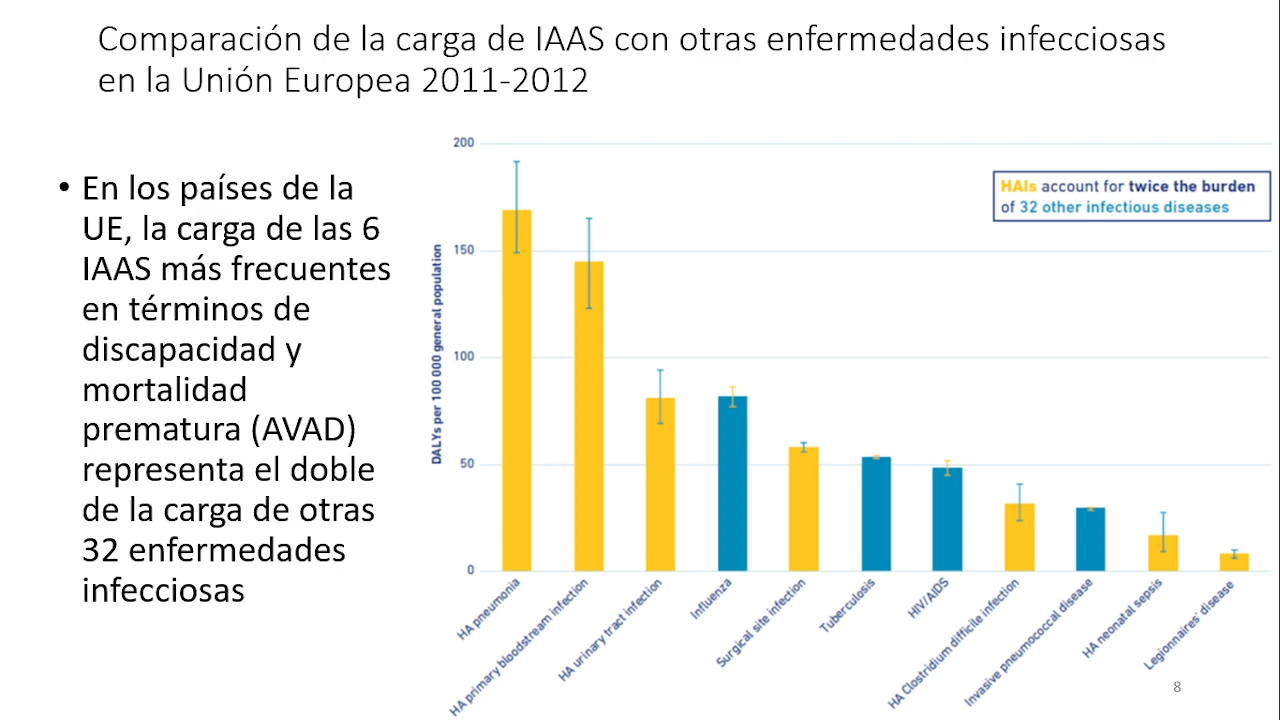 Comparación de la carga de IAAS con otras enfermedades infecciosas
en la Unión Europea 2011-2012
• En los países de la
UE, la carga de las 6
IAAS más frecuentes
en términos de
discapacidad y
mortalidad
prematura (AVAD)
representa el doble
de la carga de otras
32 enfermedades
infecciosas
HAIs account for twice the burden
of 32 other infectious diseases
DALYs per 100 000 general population
200
150
100
50
0
HA pneumonia
HA primary bloodstream infection
HA urinary tract infection
Influenza
Surgical site infection
Tuberculosis
HIV/AIDS
HA Clostridium difficile infection
Invasive pneumococcal disease
HA neonatal sepsis
Legionnaires' disease
8